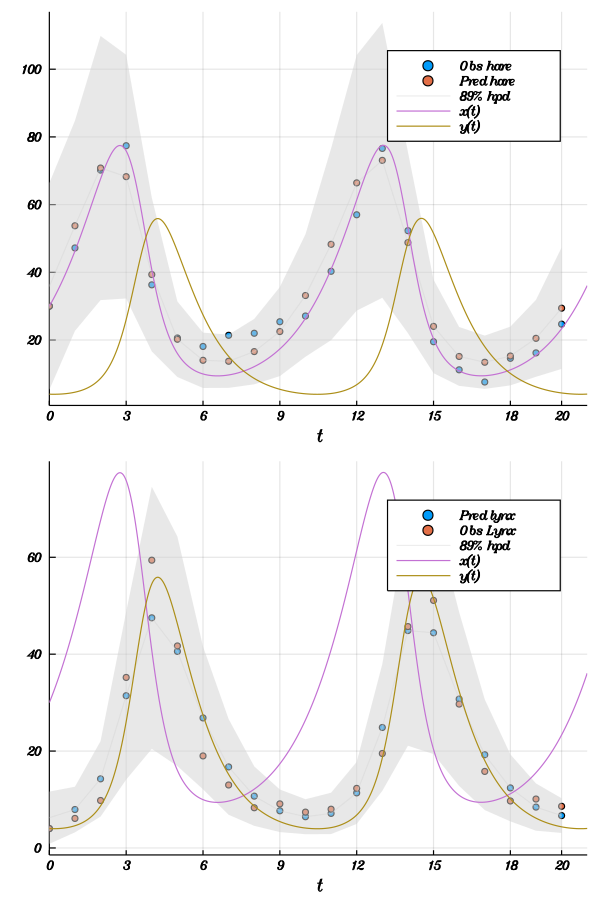 100
80
60
40
20
0 3 6 9 12 15 18 20
t
Obs hare
Pred hare
89% hpd
x(t)
y(t)
60
40
20
0
0 3 6 9 12 15 18 20
t
Pred lynx
Obs Lynx
89% hpd
x(t)
y(t)